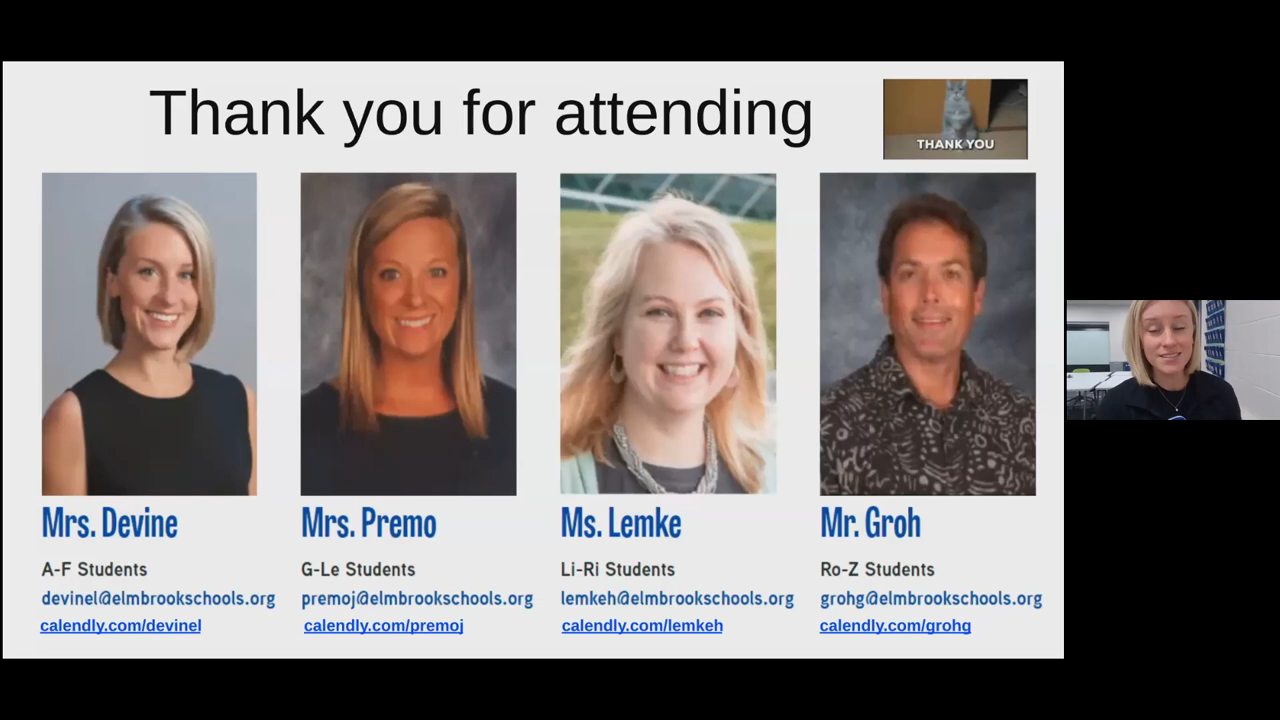 Thank you for attending
THANK YOU
Mrs. Devine
A-F Students
devinel@elmbrookschools.org
calendly.com/devinel
Mrs. Premo
G-Le Students
premoj@elmbrookschools.org
calendly.com/premoj
Ms. Lemke
Li-Ri Students
lemkeh@elmbrookschools.org
calendly.com/lemkeh
Mr. Groh
Ro-Z Students
grohg@elmbrookschools.org
calendly.com/grohg